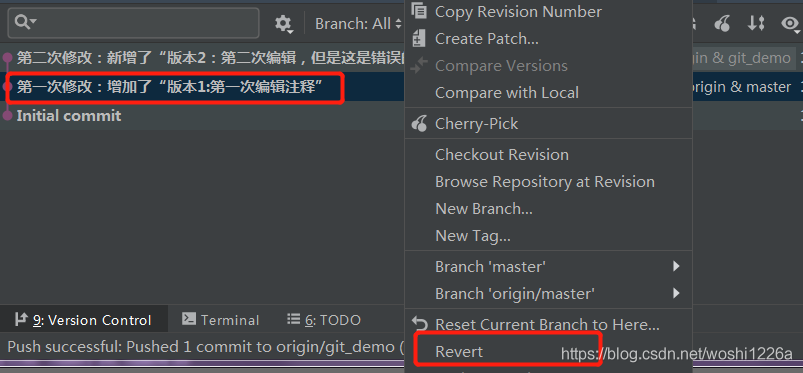 Branch: All
第二次修改：新增了“版本2：第二次编辑，但是这是错误的
gin & git_demo
第一次修改：增加了“版本1:第一次编辑注释”
origin & master
Initial commit
Copy Revision Number
Create Patch...
Compare Versions
Compare with Local
Cherry-Pick
Checkout Revision
Browse Repository at Revision
New Branch...
New Tag...
Branch 'master'
Branch 'origin/master'
Reset Current Branch to Here...
Revert
9: Version Control
Terminal
6: TODO
Push successful: Pushed 1 commit to origin/git_demo (
https://blog.csdn.net/woshi1226a